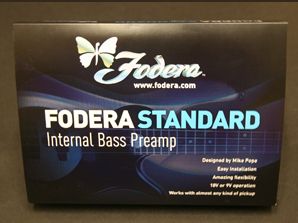 Fodera
www.fodera.com
FODERA STANDARD
Internal Bass Preamp
Designed by Mike Pope
Easy Installation
Amazing flexibility
18V or 9V operation
Works with almost any kind of pickup